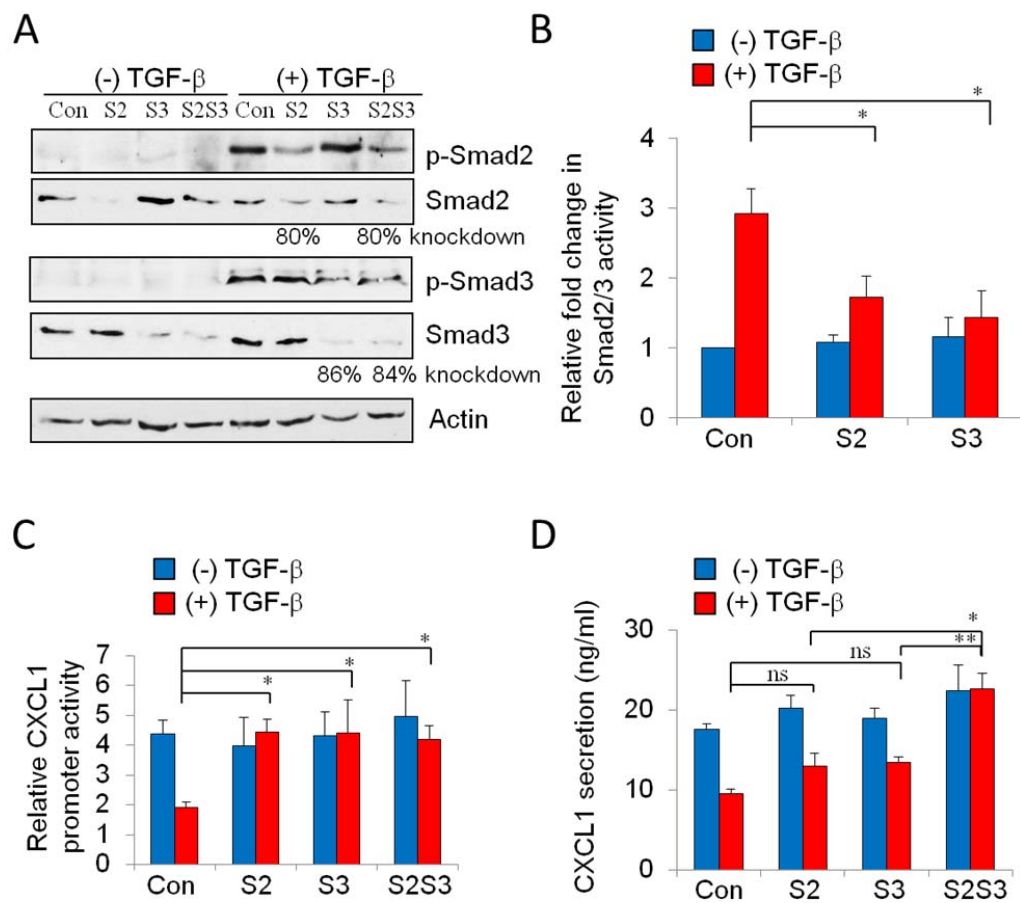 A
(-) TGF-β (+) TGF-β
Con S2 S3 S2S3 Con S2 S3 S2S3
p-Smad2
Smad2
80% 80% knockdown
p-Smad3
Smad3
86% 84% knockdown
Actin
B
(-) TGF-β
(+) TGF-β
*
*
Relative fold change in
Smad2/3 activity
4
3
2
1
0
Con S2 S3
C
(-) TGF-β
(+) TGF-β
*
*
*
Relative CXCL1
promoter activity
7
6
5
4
3
2
1
0
Con S2 S3 S2S3
D
(-) TGF-β
(+) TGF-β
*
**
ns
ns
CXCL1 secretion (ng/ml)
30
20
10
0
Con S2 S3 S2S3